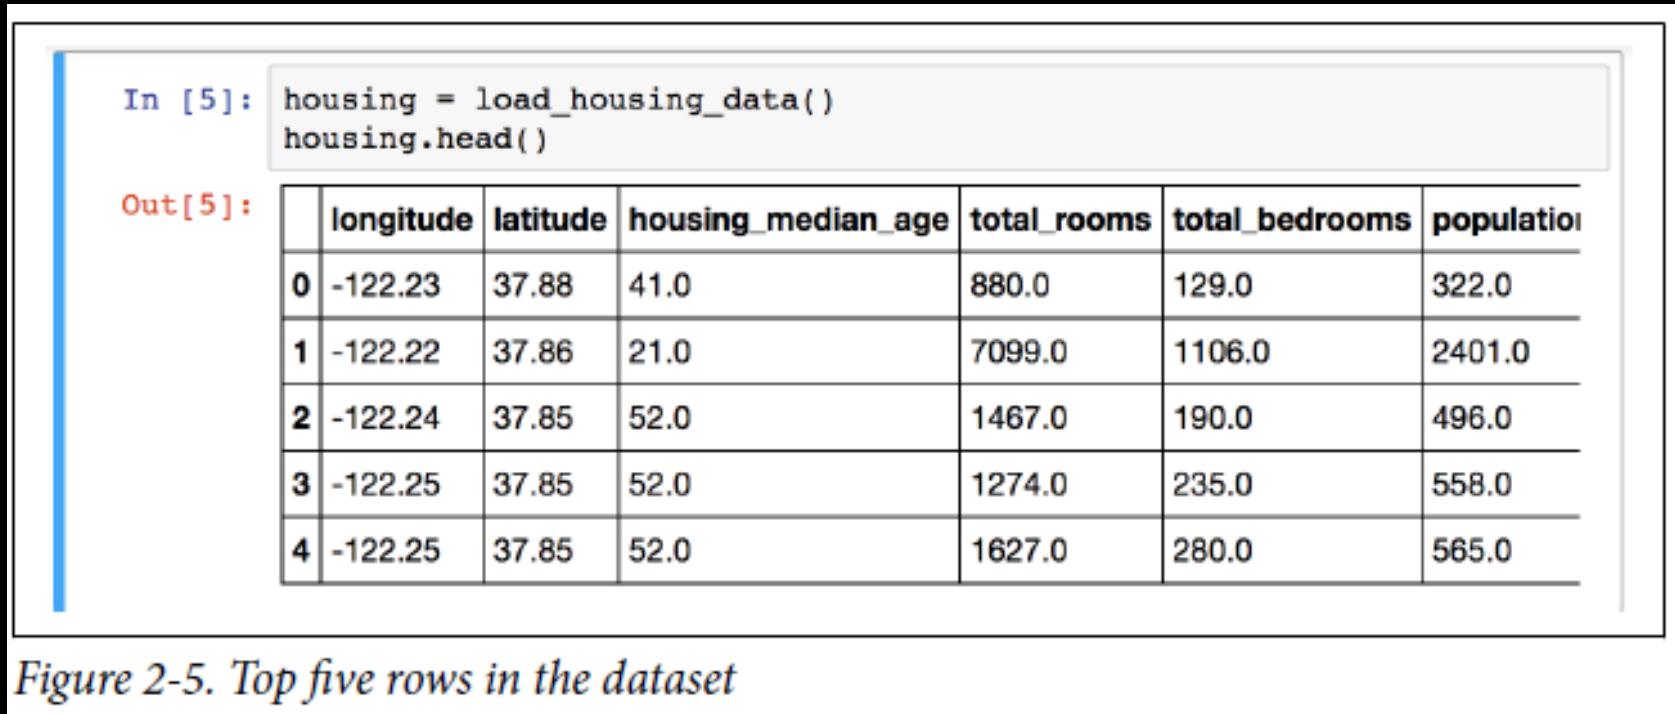 In [5]: housing = load_housing_data()
housing.head()
Out[5]:
longitude latitude housing_median_age total_rooms total_bedrooms population
0 -122.23 37.88 41.0 880.0 129.0 322.0
1 -122.22 37.86 21.0 7099.0 1106.0 2401.0
2 -122.24 37.85 52.0 1467.0 190.0 496.0
3 -122.25 37.85 52.0 1274.0 235.0 558.0
4 -122.25 37.85 52.0 1627.0 280.0 565.0
Figure 2-5. Top five rows in the dataset